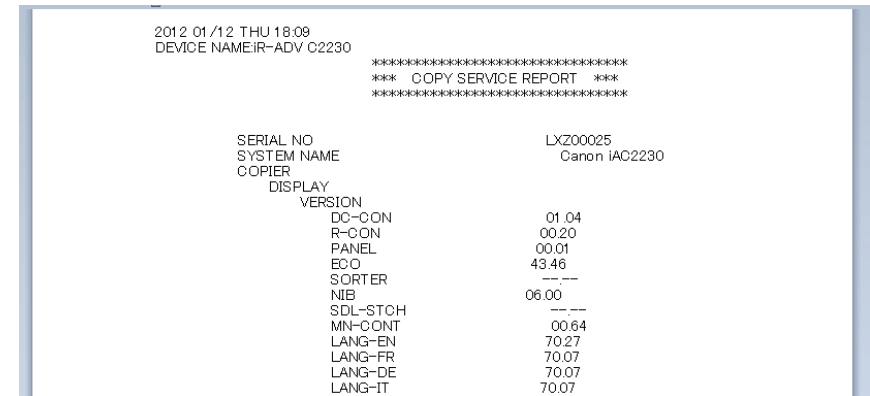 2012 01/12 THU 18:09
DEVICE NAME:iR-ADV C2230
*******************************
*** COPY SERVICE REPORT ***
*******************************
SERIAL NO LXZ00025
SYSTEM NAME Canon iAC2230
COPIER
DISPLAY
VERSION
DC-CON 01.04
R-CON 00.20
PANEL 00.01
ECO 43.46
SORTER --.--
NIB 06.00
SDL-STCH --.--
MN-CONT 00.64
LANG-EN 70.27
LANG-FR 70.07
LANG-DE 70.07
LANG-IT 70.07